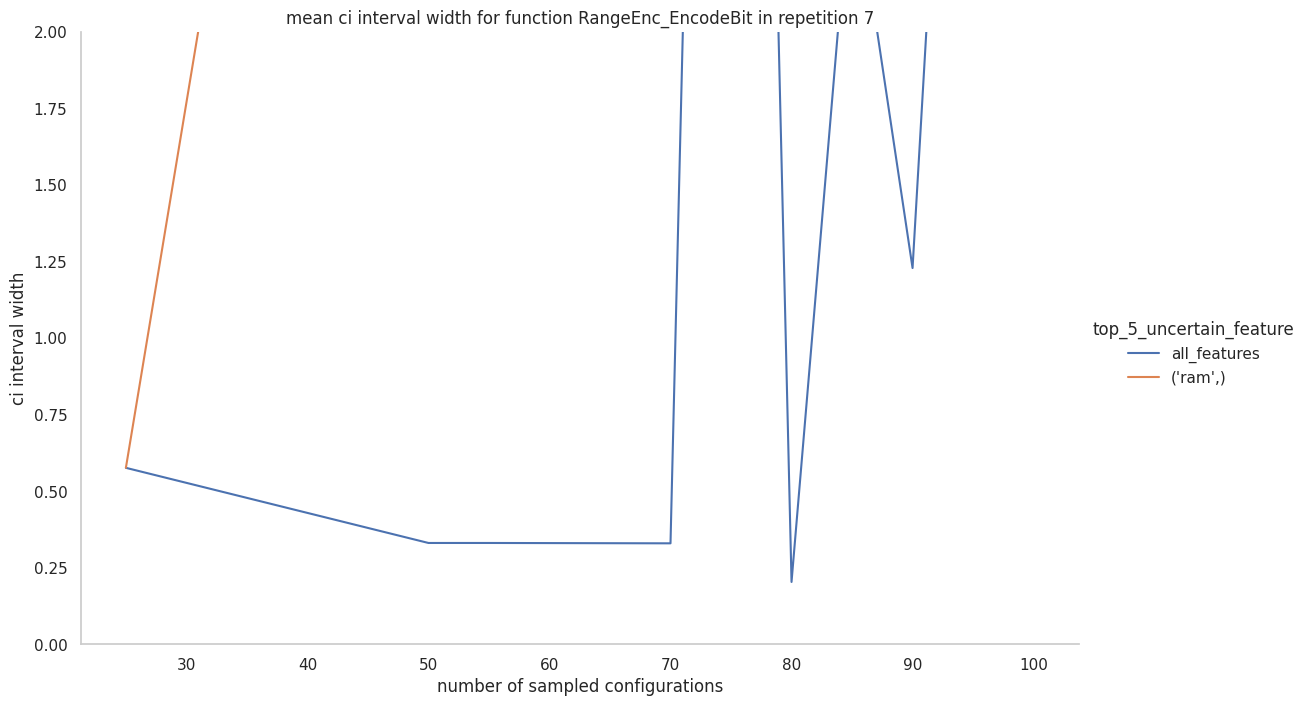 mean ci interval width for function RangeEnc_EncodeBit in repetition 7
2.00
1.75
1.50
1.25
1.00
0.75
0.50
0.25
0.00
ci interval width
30 40 50 60 70 80 90 100
number of sampled configurations
top_5_uncertain_feature
all_features
('ram',)